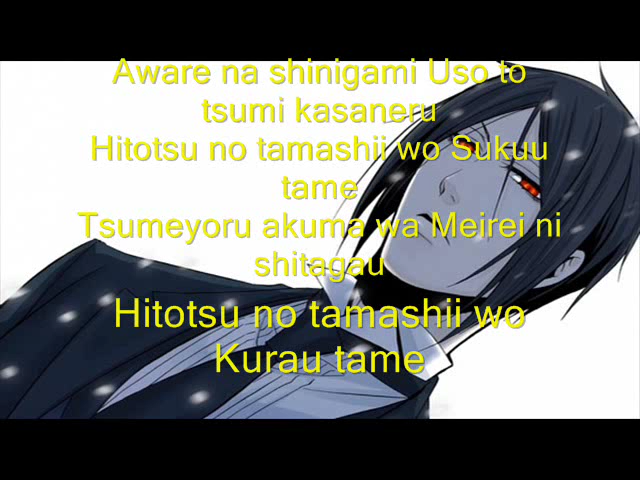 Aware na shinigami Uso to
tsumi kasaneru
Hitotsu no tamashii wo Sukuu
tame
Tsumeyoru akuma wa Meirei ni
shitagau
Hitotsu no tamashii wo
Kurau tame